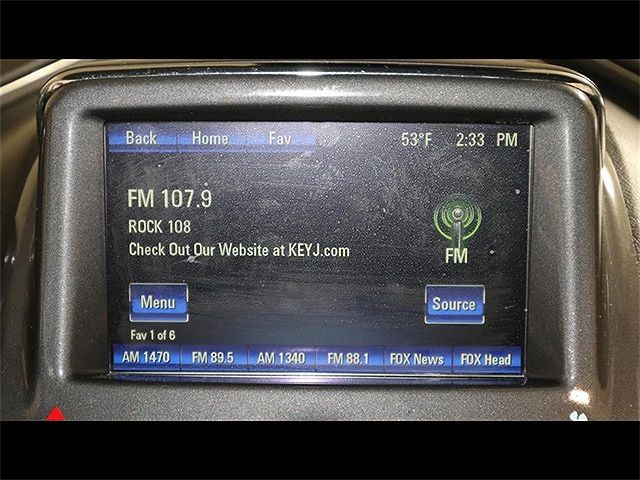 Back Home Fav 53°F 2:33 PM
FM 107.9
ROCK 108
Check Out Our Website at KEYJ.com
FM
Menu Source
Fav 1 of 6
AM 1470 FM 89.5 AM 1340 FM 88.1 FOX News FOX Head